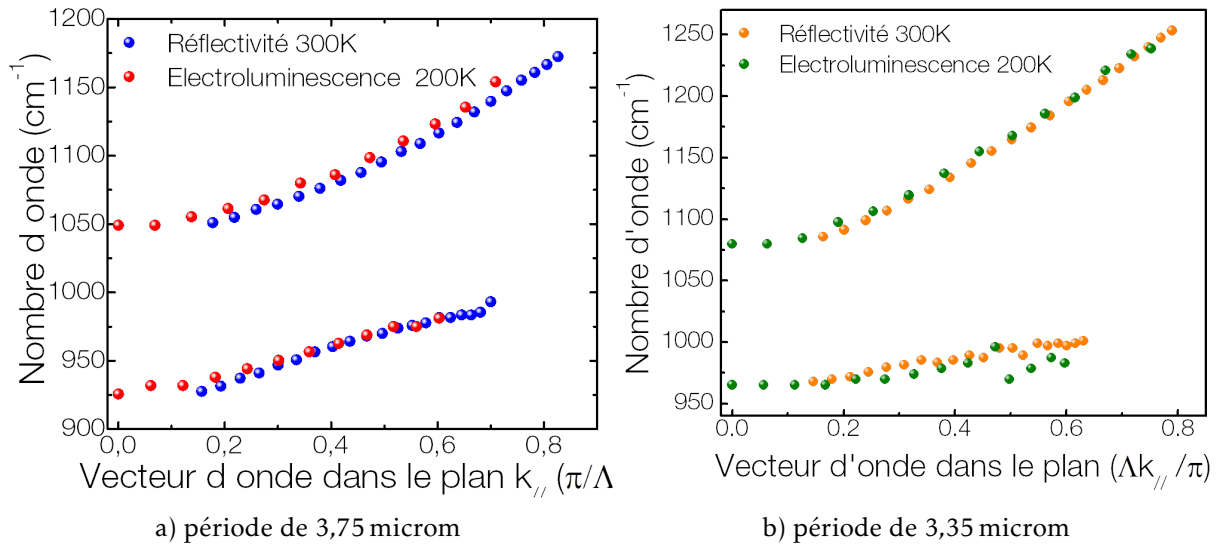 Réflectivité 300K
Electroluminescence 200K
Nombre d onde (cm-1)
1200
1150
1100
1050
1000
950
900
0,0 0,2 0,4 0,6 0,8
Vecteur d onde dans le plan k// (π/Λ
a) période de 3,75 microm
Réflectivité 300K
Electroluminescence 200K
Nombre d'onde (cm-1)
1250
1200
1150
1100
1050
1000
950
0.0 0.2 0.4 0.6 0.8
Vecteur d'onde dans le plan (Λk// /π)
b) période de 3,35 microm